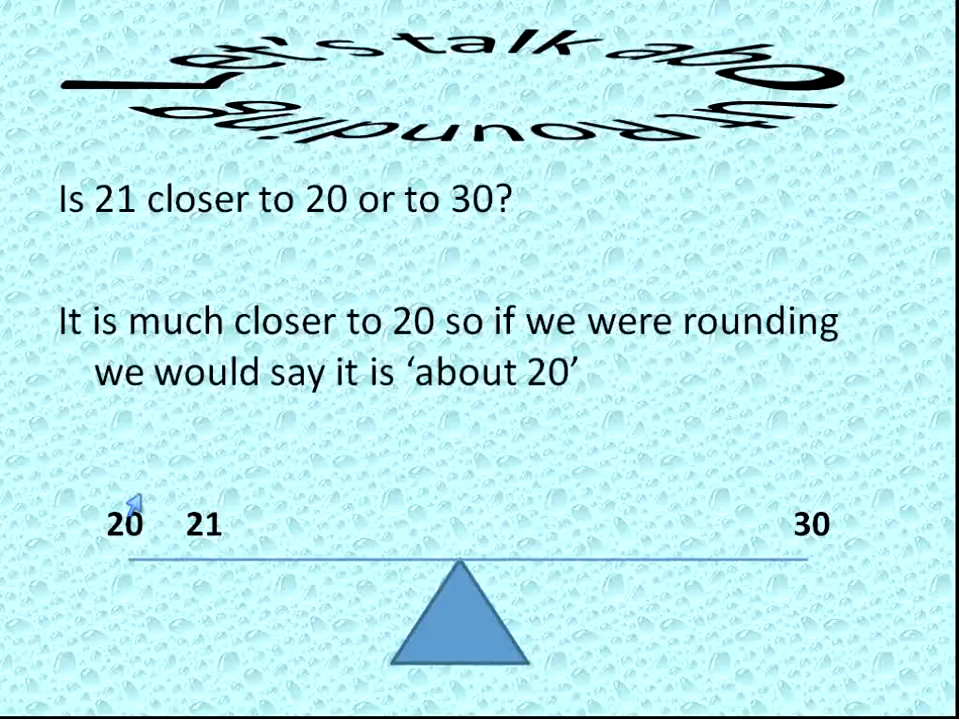 Let's talk abOut Rounding
Is 21 closer to 20 or to 30?
It is much closer to 20 so if we were rounding
we would say it is ‘about 20’
20 21 30